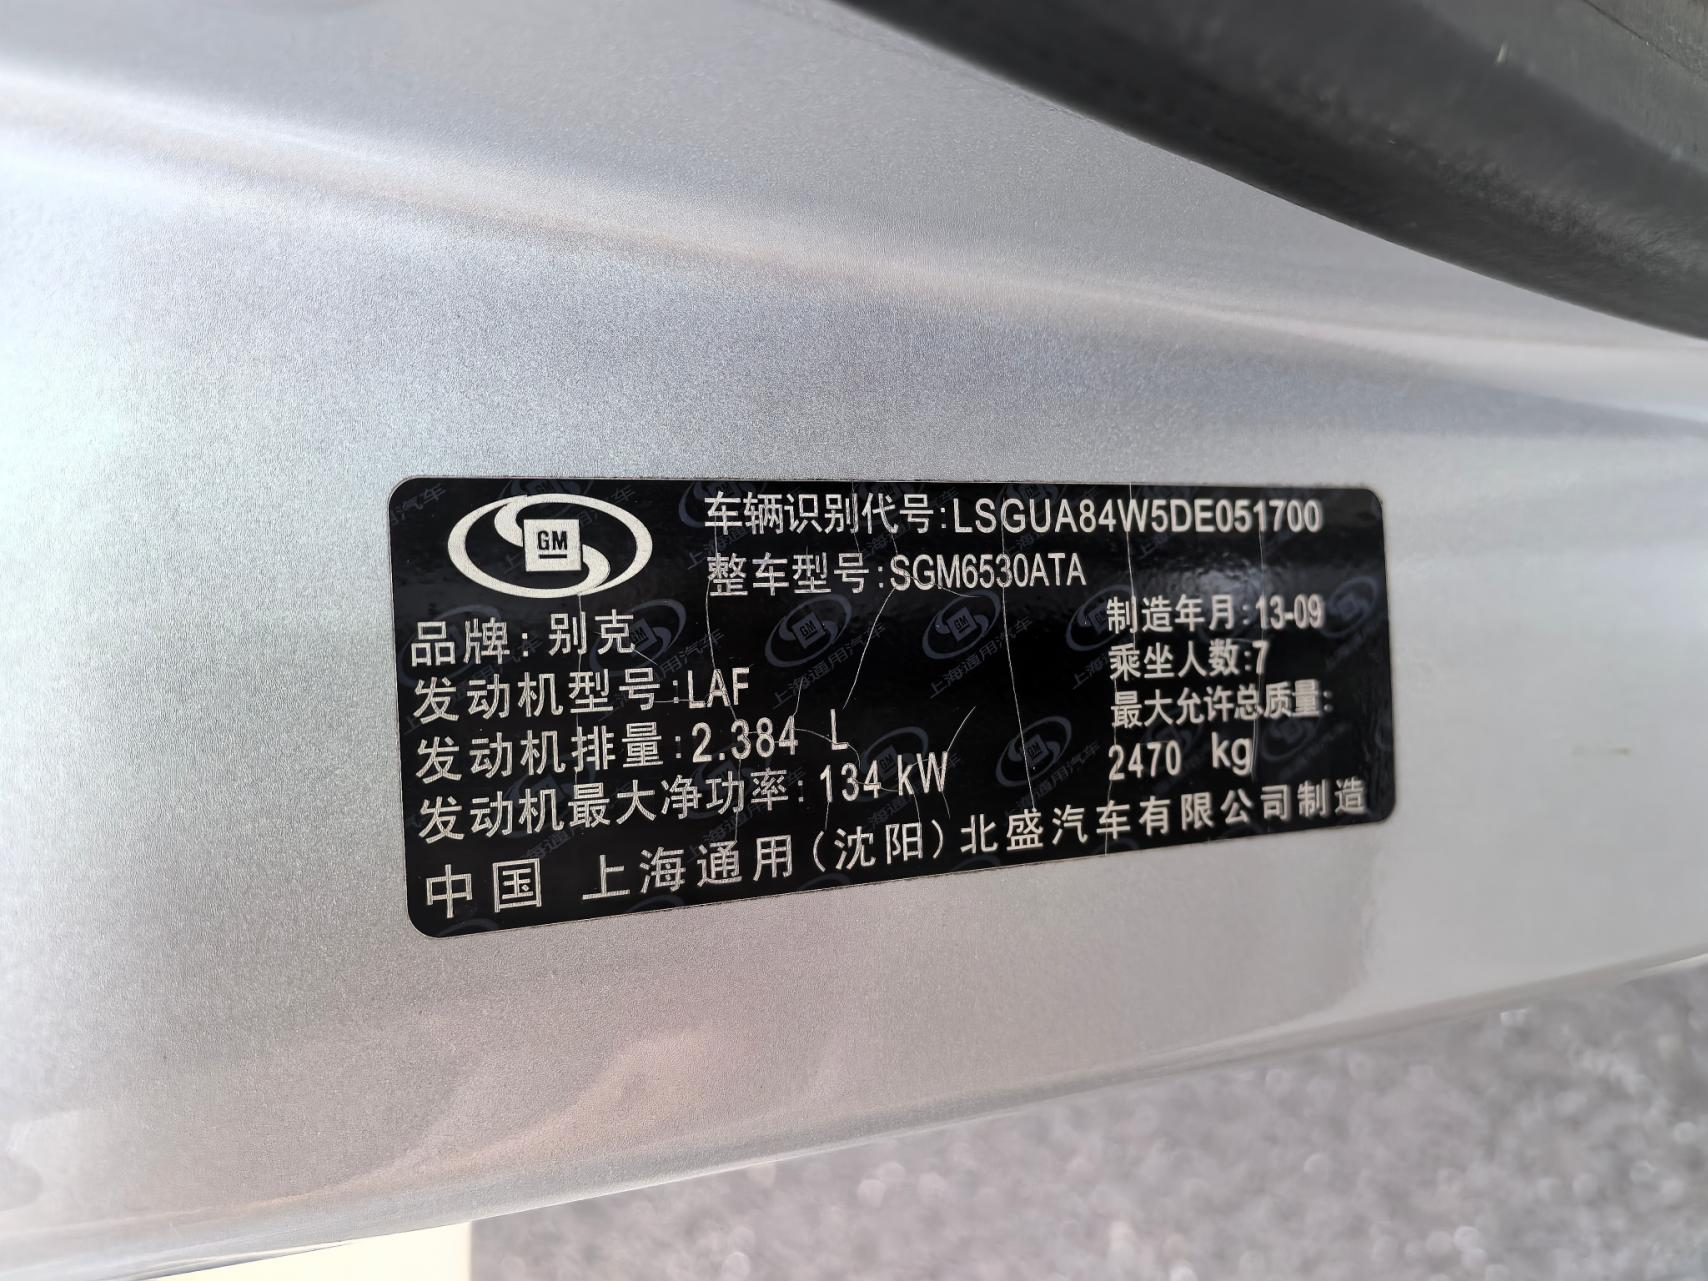 GM
车辆识别代号:LSGUA84W5DE051700
整车型号:SGM6530ATA
品牌:别克
发动机型号:LAF
发动机排量:2.384 L
发动机最大净功率:134 kW
制造年月:13-09
乘坐人数:7
最大允许总质量:
2470 kg
中国 上海通用(沈阳)北盛汽车有限公司制造